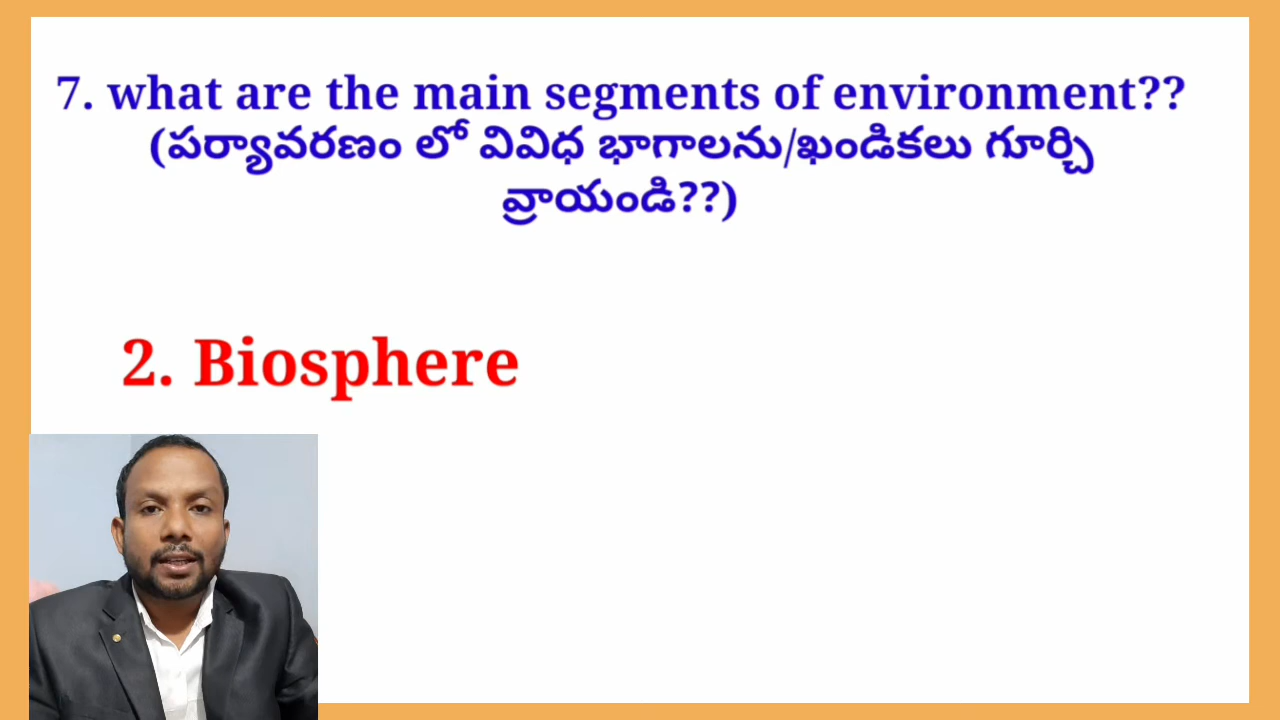 7. what are the main segments of environment??
(పర్యావరణం లో వివిధ భాగాలను/ఖండికలు గూర్చి
వ్రాయండి??)
2. Biosphere